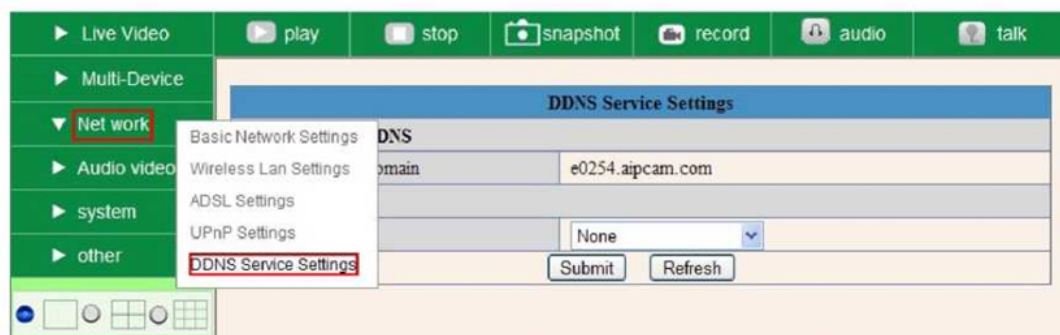 Live Video
play
stop
snapshot
record
audio
talk
Multi-Device
DDNS Service Settings
Net work
Basic Network Settings
DNS
Audio video
Wireless Lan Settings
omain
e0254.aipcam.com
system
ADSL Settings
UPnP Settings
None
other
DDNS Service Settings
Submit
Refresh